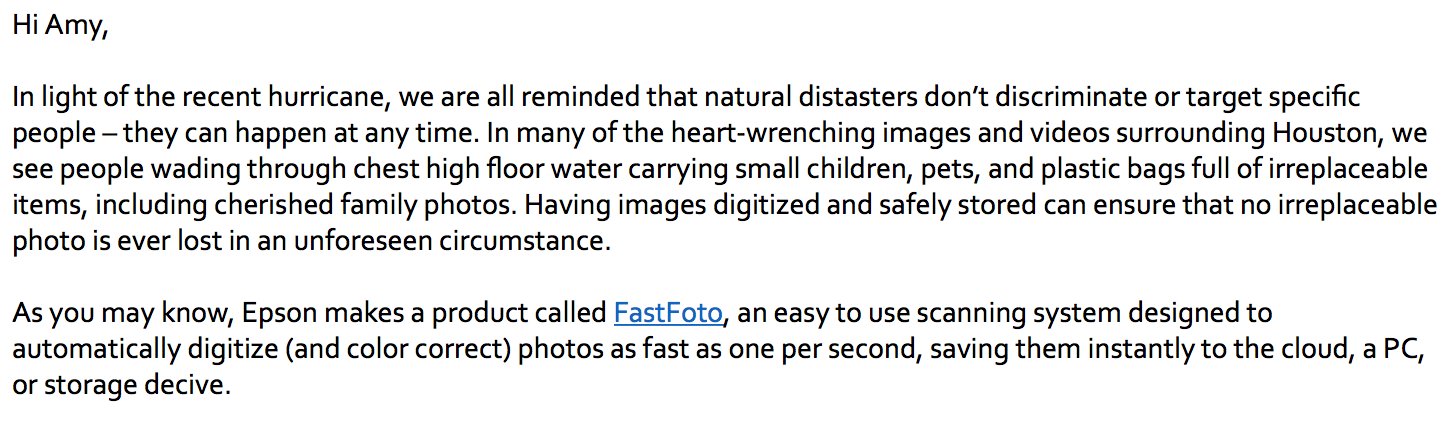 Hi Amy,
In light of the recent hurricane, we are all reminded that natural distasters don’t discriminate or target specific
people – they can happen at any time. In many of the heart-wrenching images and videos surrounding Houston, we
see people wading through chest high floor water carrying small children, pets, and plastic bags full of irreplaceable
items, including cherished family photos. Having images digitized and safely stored can ensure that no irreplaceable
photo is ever lost in an unforeseen circumstance.
As you may know, Epson makes a product called FastFoto, an easy to use scanning system designed to
automatically digitize (and color correct) photos as fast as one per second, saving them instantly to the cloud, a PC,
or storage decive.